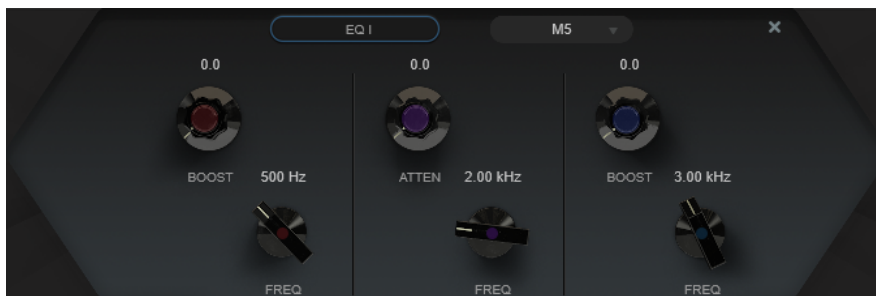 EQ I M5 ×
0.0 0.0 0.0
BOOST 500 Hz ATTEN 2.00 kHz BOOST 3.00 kHz
FREQ FREQ FREQ